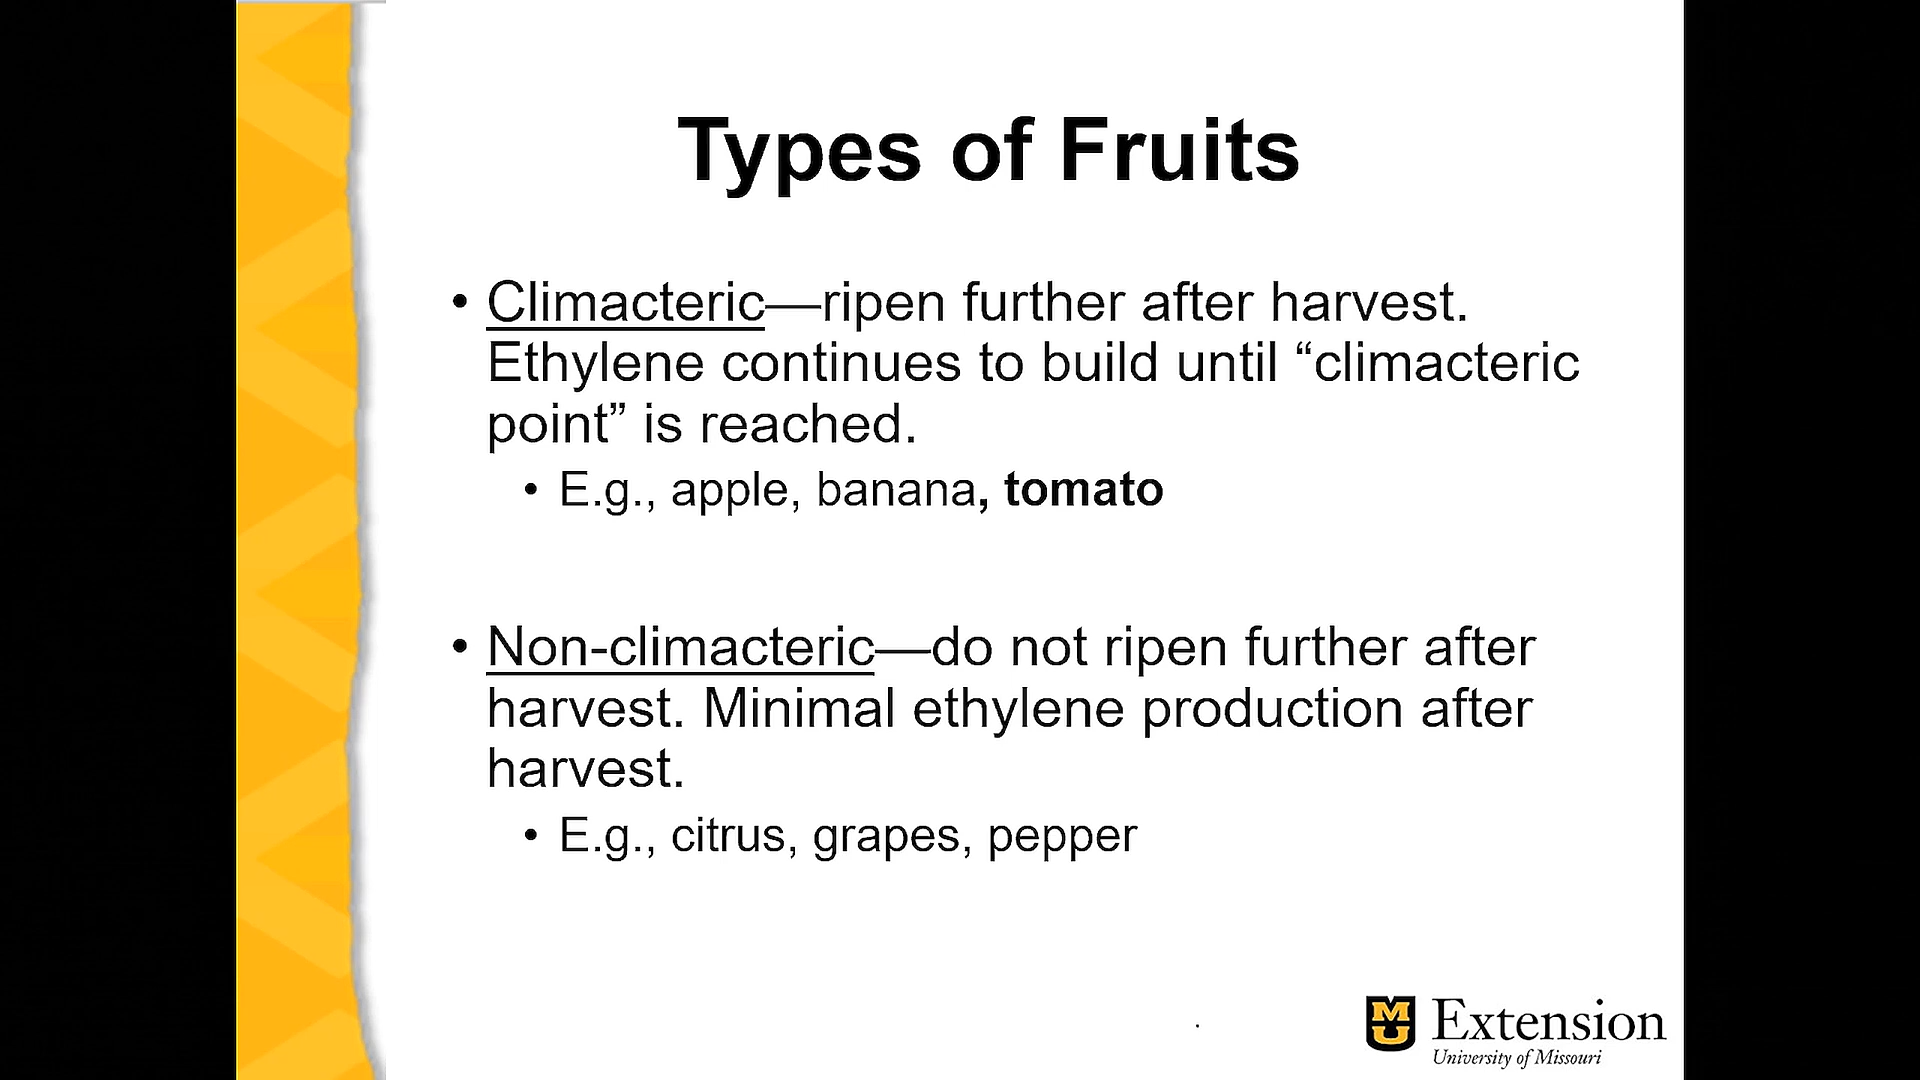 Types of Fruits
• Climacteric—ripen further after harvest.
Ethylene continues to build until “climacteric
point” is reached.
• E.g., apple, banana, tomato
• Non-climacteric—do not ripen further after
harvest. Minimal ethylene production after
harvest.
• E.g., citrus, grapes, pepper
MU Extension
University of Missouri